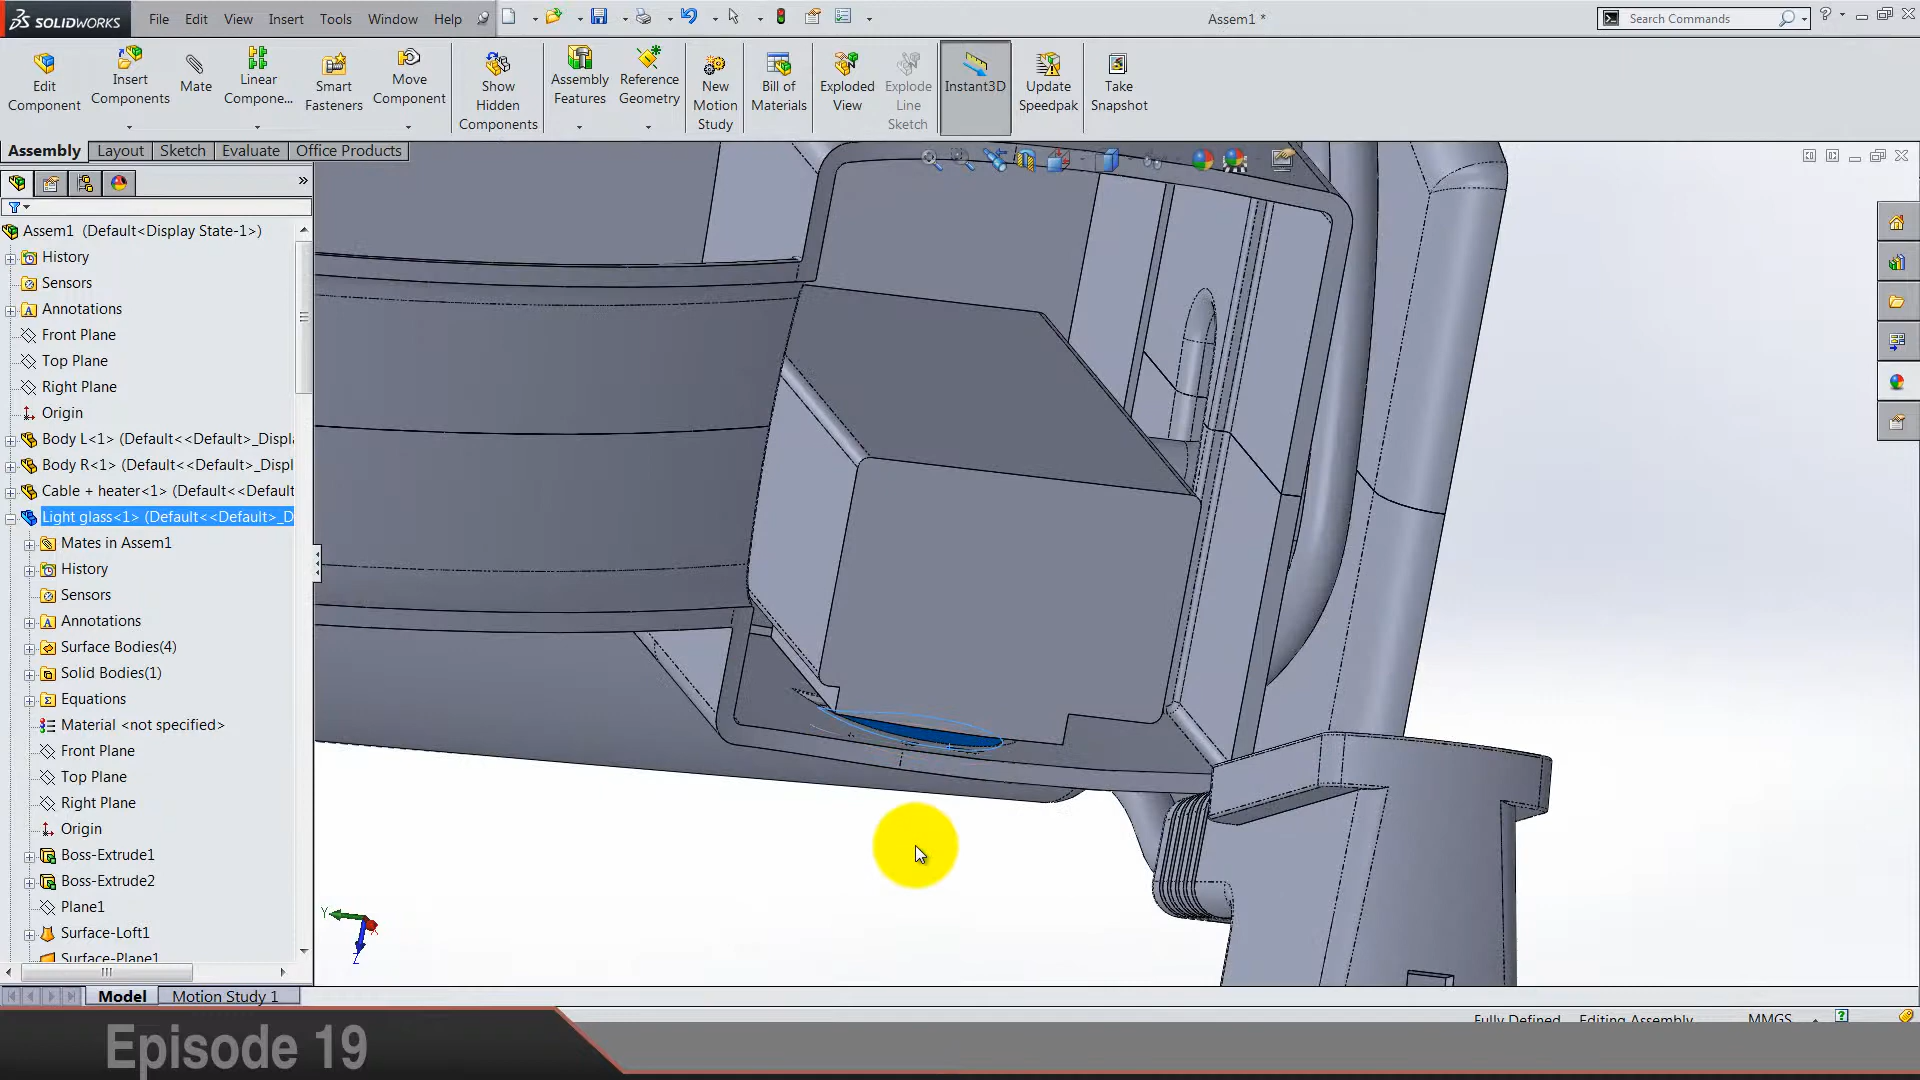 SOLIDWORKS File Edit View Insert Tools Window Help Assem1 * Search Commands
Edit Component
Insert Components
Mate
Linear Compone...
Smart Fasteners
Move Component
Show Hidden Components
Assembly Features
Reference Geometry
New Motion Study
Bill of Materials
Exploded View
Explode Line Sketch
Instant3D
Update Speedpak
Take Snapshot
Assembly Layout Sketch Evaluate Office Products
Assem1 (Default<Display State-1>)
History
Sensors
Annotations
Front Plane
Top Plane
Right Plane
Origin
Body L<1> (Default<<Default>_Displa
Body R<1> (Default<<Default>_Displ
Cable + heater<1> (Default<<Default
Light glass<1> (Default<<Default>_D
Mates in Assem1
History
Sensors
Annotations
Surface Bodies(4)
Solid Bodies(1)
Equations
Material <not specified>
Front Plane
Top Plane
Right Plane
Origin
Boss-Extrude1
Boss-Extrude2
Plane1
Surface-Loft1
Surface-Plane1
Y
Z
Model Motion Study 1
Fully Defined Editing Assembly MMGS
Episode 19